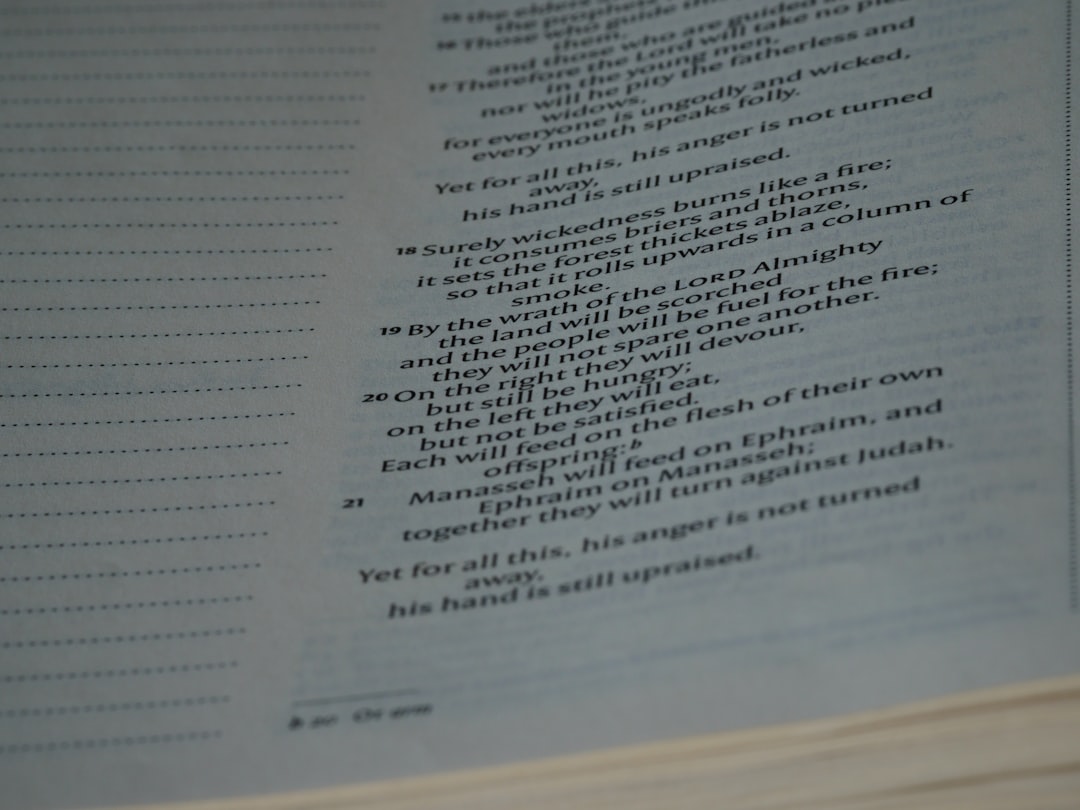 15 the elders
the prophets
16 Those who guide this
them,
and those who are guided
17 Therefore the Lord will take no ple
in the young men,
nor will he pity the fatherless and
widows,
for everyone is ungodly and wicked,
every mouth speaks folly.
Yet for all this, his anger is not turned
away,
his hand is still upraised.
18 Surely wickedness burns like a fire;
it consumes briers and thorns,
it sets the forest thickets ablaze,
so that it rolls upwards in a column of
smoke.
19 By the wrath of the LORD Almighty
the land will be scorched
and the people will be fuel for the fire;
they will not spare one another.
20 On the right they will devour,
but still be hungry;
on the left they will eat,
but not be satisfied.
Each will feed on the flesh of their own
offspring:b
21 Manasseh will feed on Ephraim, and
Ephraim on Manasseh;
together they will turn against Judah.
Yet for all this, his anger is not turned
away,
his hand is still upraised.
b 20 Or arm